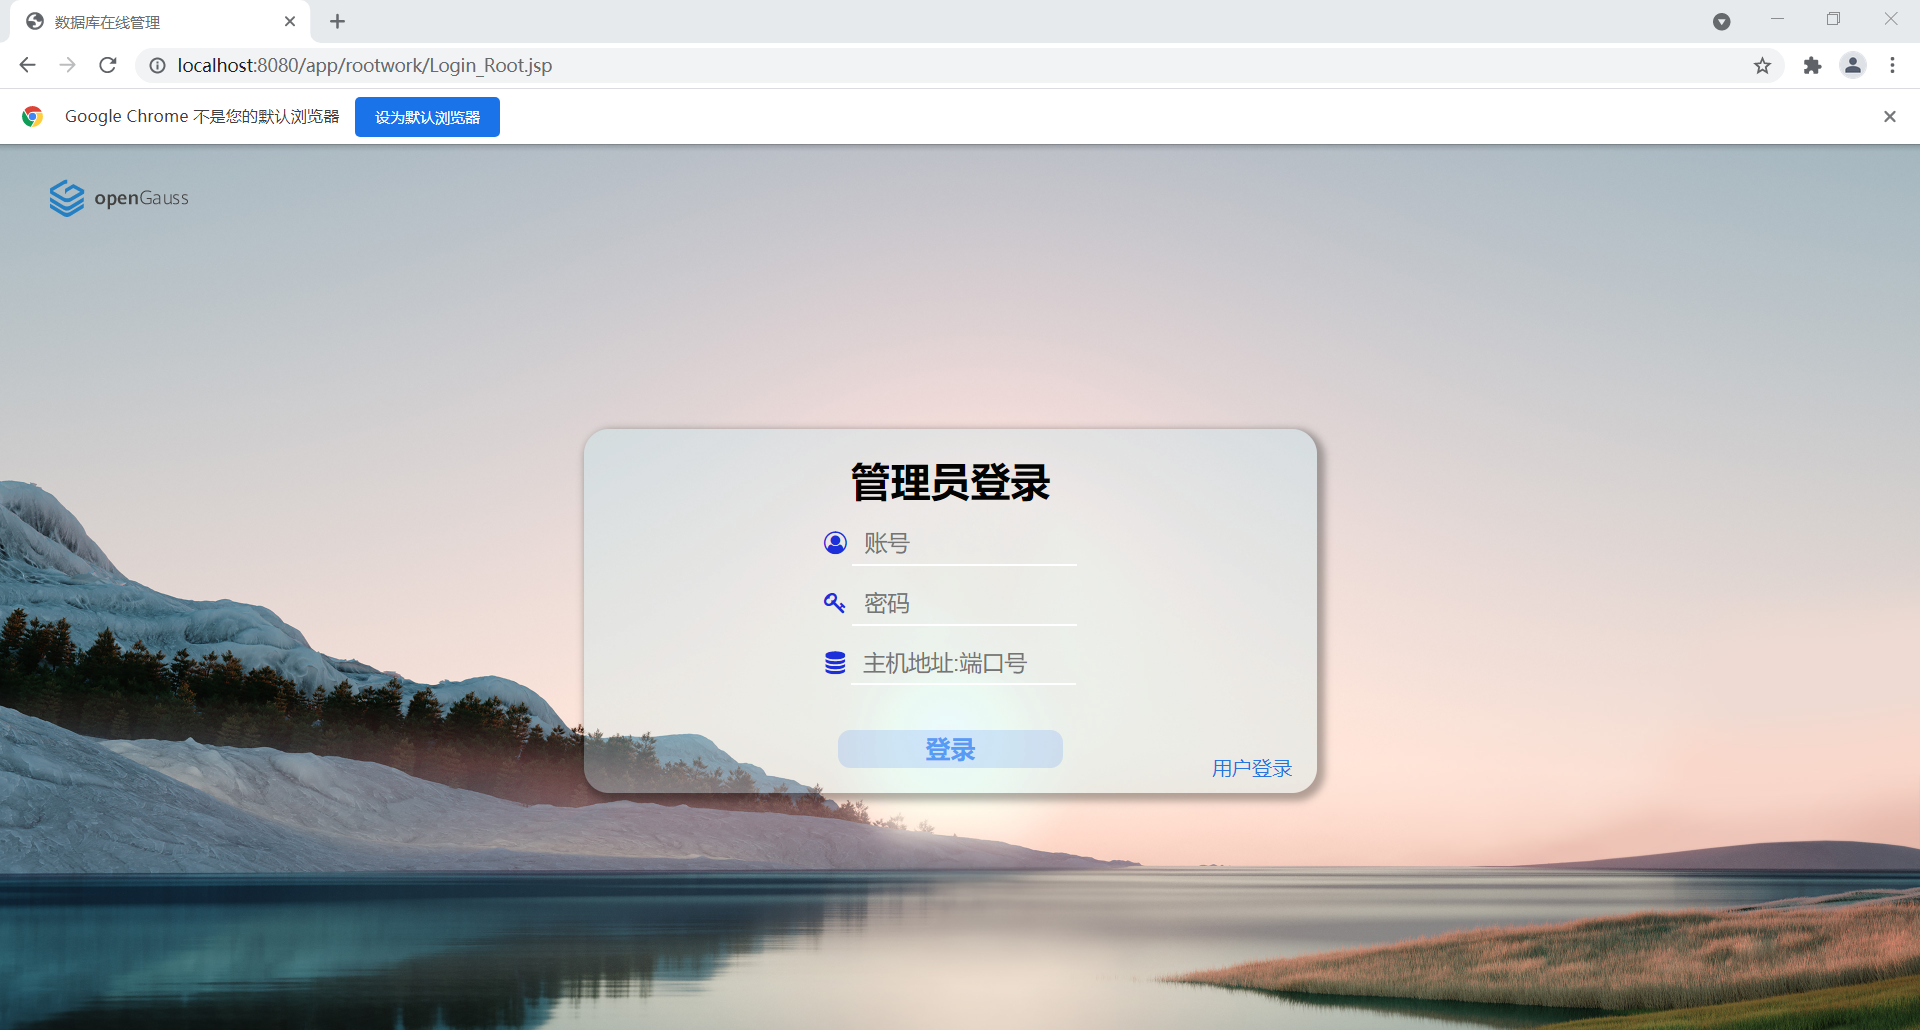 数据库在线管理
localhost:8080/app/rootwork/Login_Root.jsp
Google Chrome 不是您的默认浏览器 设为默认浏览器
openGauss
管理员登录
账号
密码
主机地址:端口号
登录
用户登录